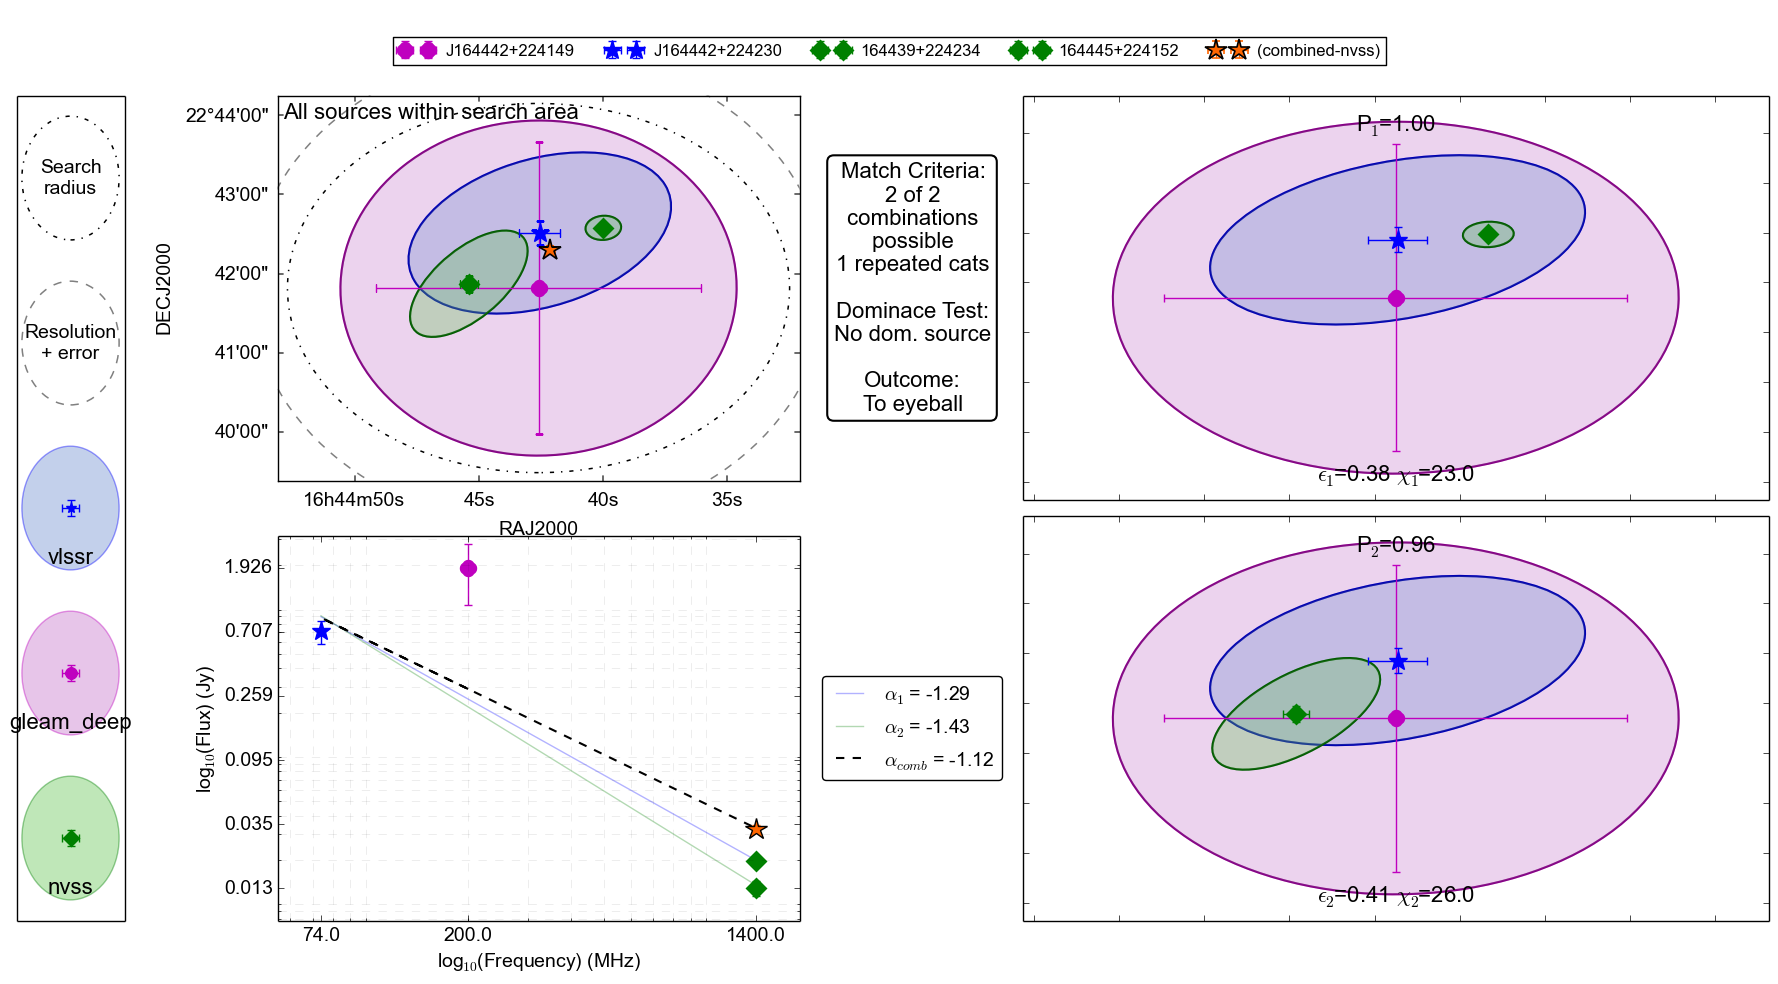 J164442+224149 J164442+224230 164439+224234 164445+224152 (combined-nvss)
Search
radius
Resolution
+ error
vlssr
gleam_deep
nvss
All sources within search area
22°44'00"
43'00"
42'00"
41'00"
40'00"
DECJ2000
16h44m50s 45s 40s 35s
RAJ2000
Match Criteria:
2 of 2
combinations
possible
1 repeated cats
Dominace Test:
No dom. source
Outcome:
To eyeball
P1=1.00
ϵ1=0.38 χ1=23.0
1.926
0.707
0.259
0.095
0.035
0.013
log10(Flux) (Jy)
74.0 200.0 1400.0
log10(Frequency) (MHz)
α1 = -1.29
α2 = -1.43
αcomb = -1.12
P2=0.96
ϵ2=0.41 χ2=26.0